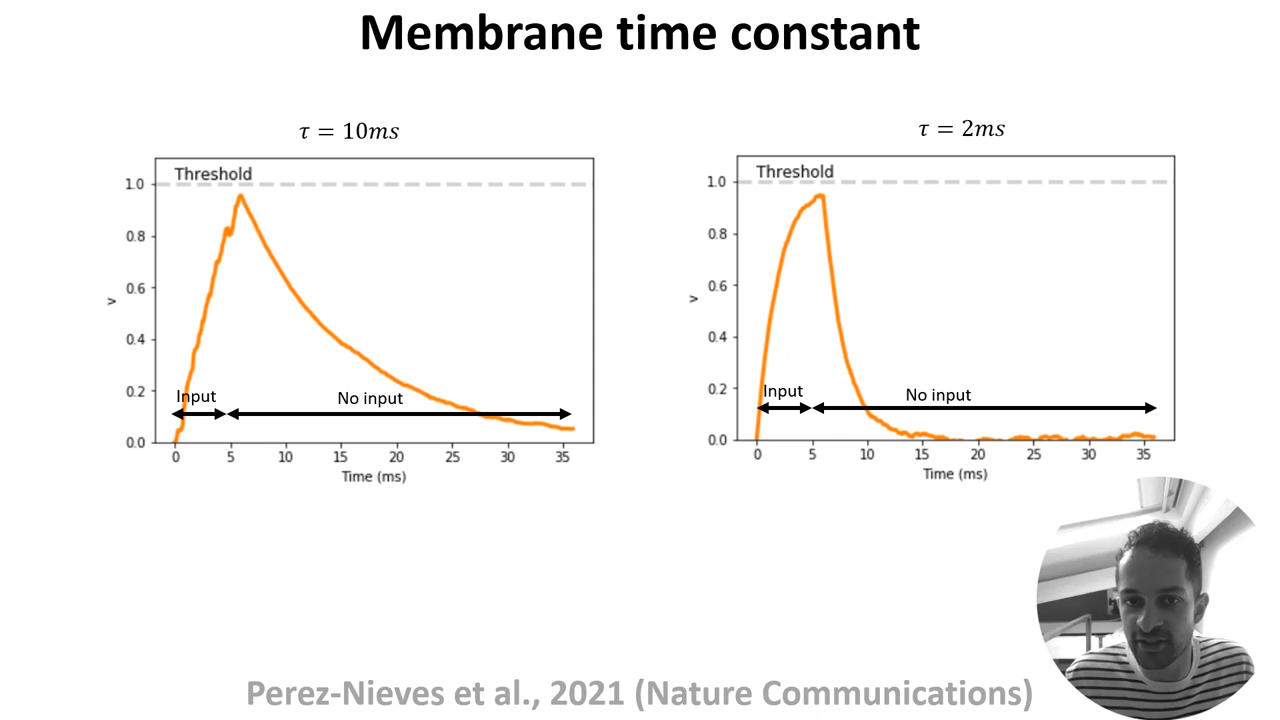 Membrane time constant
τ = 10ms
Threshold
1.0
0.8
0.6
0.4
0.2
0.0
v
Input
No input
0 5 10 15 20 25 30 35
Time (ms)
τ = 2ms
Threshold
1.0
0.8
0.6
0.4
0.2
0.0
v
Input
No input
0 5 10 15 20 25 30 35
Time (ms)
Perez-Nieves et al., 2021 (Nature Communications)